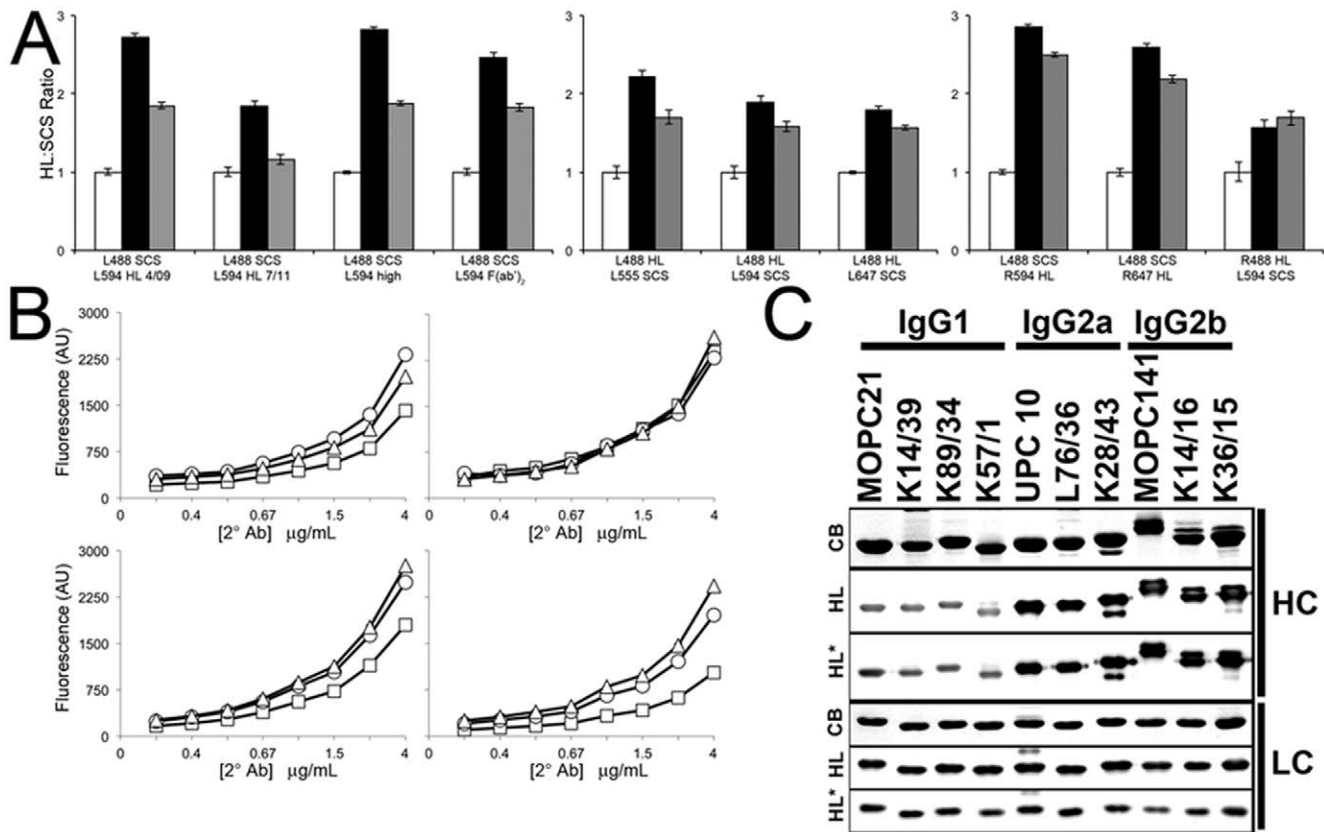 A
HL:SCS Ratio
3
2
1
0
L488 SCS
L594 HL 4/09
L488 SCS
L594 HL 7/11
L488 SCS
L594 high
L488 SCS
L594 F(ab')₂
3
2
1
0
L488 HL
L555 SCS
L488 HL
L594 SCS
L488 HL
L647 SCS
3
2
1
0
L488 SCS
R594 HL
L488 SCS
R647 HL
R488 HL
L594 SCS
B
Fluorescence (AU)
3000
2250
1500
750
0
0 0.4 0.67 1.5 4
[2° Ab] μg/mL
0 0.4 0.67 1.5 4
[2° Ab] μg/mL
Fluorescence (AU)
3000
2250
1500
750
0
0 0.4 0.67 1.5 4
[2° Ab] μg/mL
0 0.4 0.67 1.5 4
[2° Ab] μg/mL
C
IgG1 IgG2a IgG2b
MOPC21
K14/39
K89/34
K57/1
UPC 10
L76/36
K28/43
MOPC141
K14/16
K36/15
CB
HL
HL*
HC
CB
HL
HL*
LC